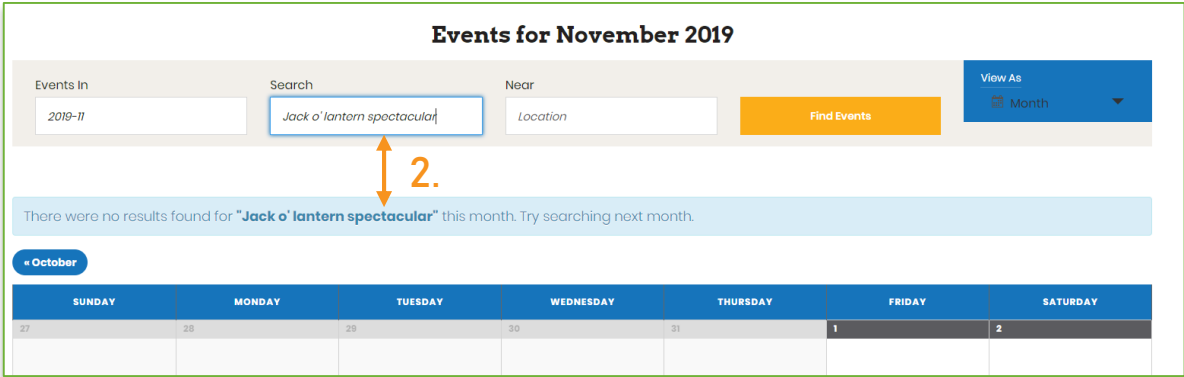 Events for November 2019
Events In
Search
Near
View As
2019-11
Jack o' lantern spectacular
Location
Find Events
Month
2.
There were no results found for "Jack o' lantern spectacular" this month. Try searching next month.
« October
SUNDAY MONDAY TUESDAY WEDNESDAY THURSDAY FRIDAY SATURDAY
27 28 29 30 31 1 2